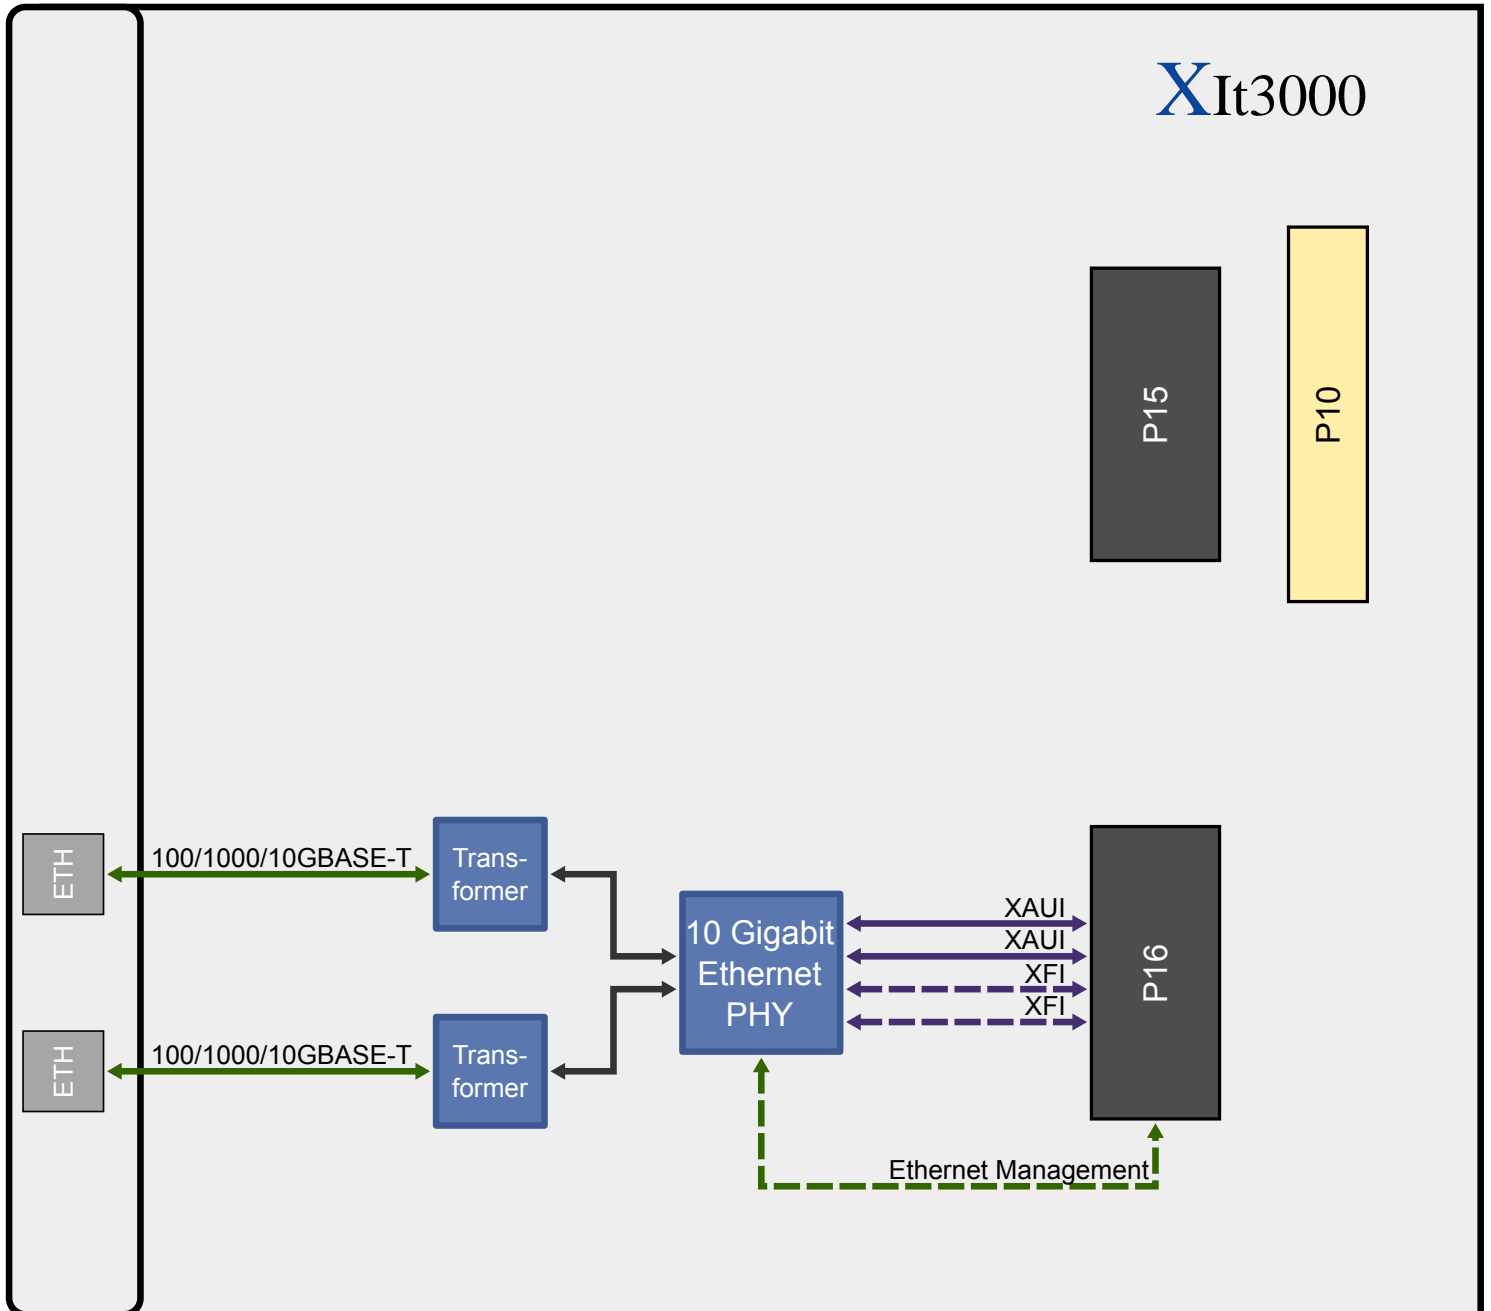 XIt3000
P15
P10
ETH
100/1000/10GBASE-T
Trans-
former
10 Gigabit
Ethernet
PHY
XAUI
XAUI
XFI
XFI
P16
ETH
100/1000/10GBASE-T
Trans-
former
Ethernet Management